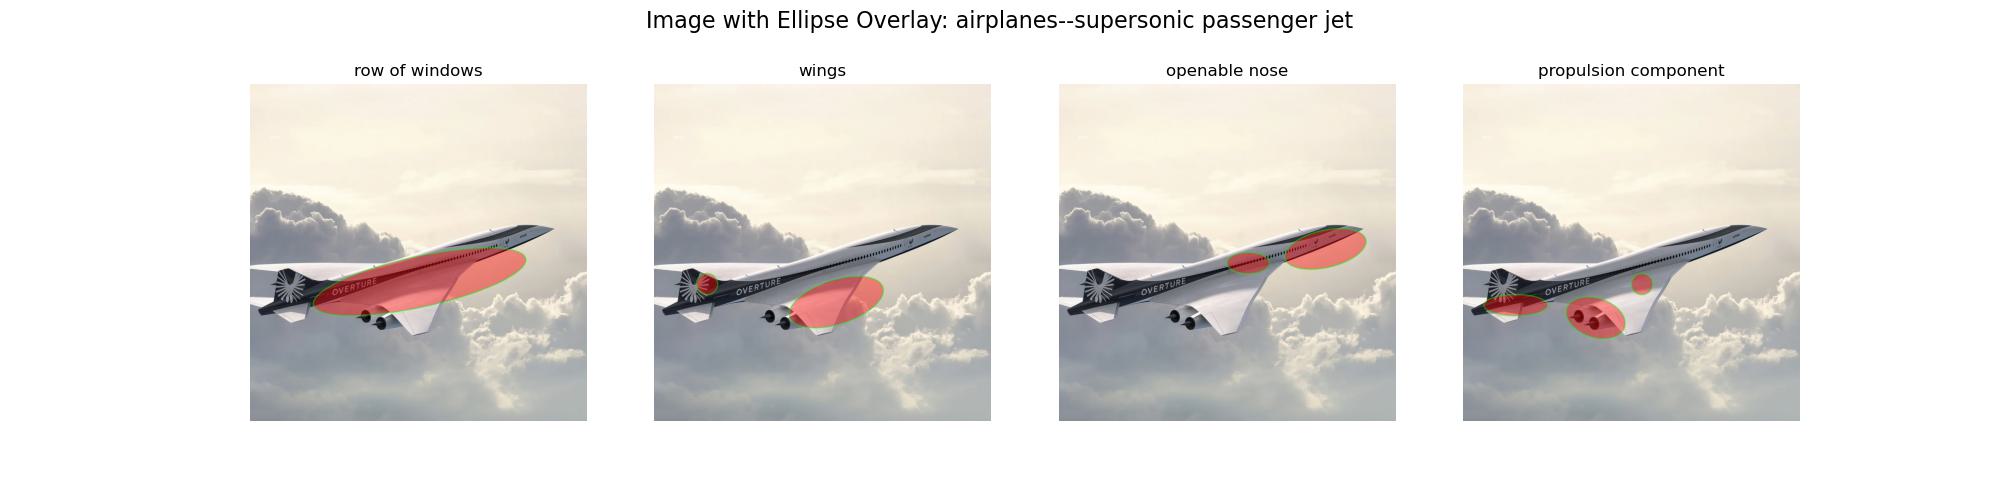 Image with Ellipse Overlay: airplanes--supersonic passenger jet
row of windows
wings
openable nose
propulsion component
OVERTURE
OVERTURE
OVERTURE
OVERTURE